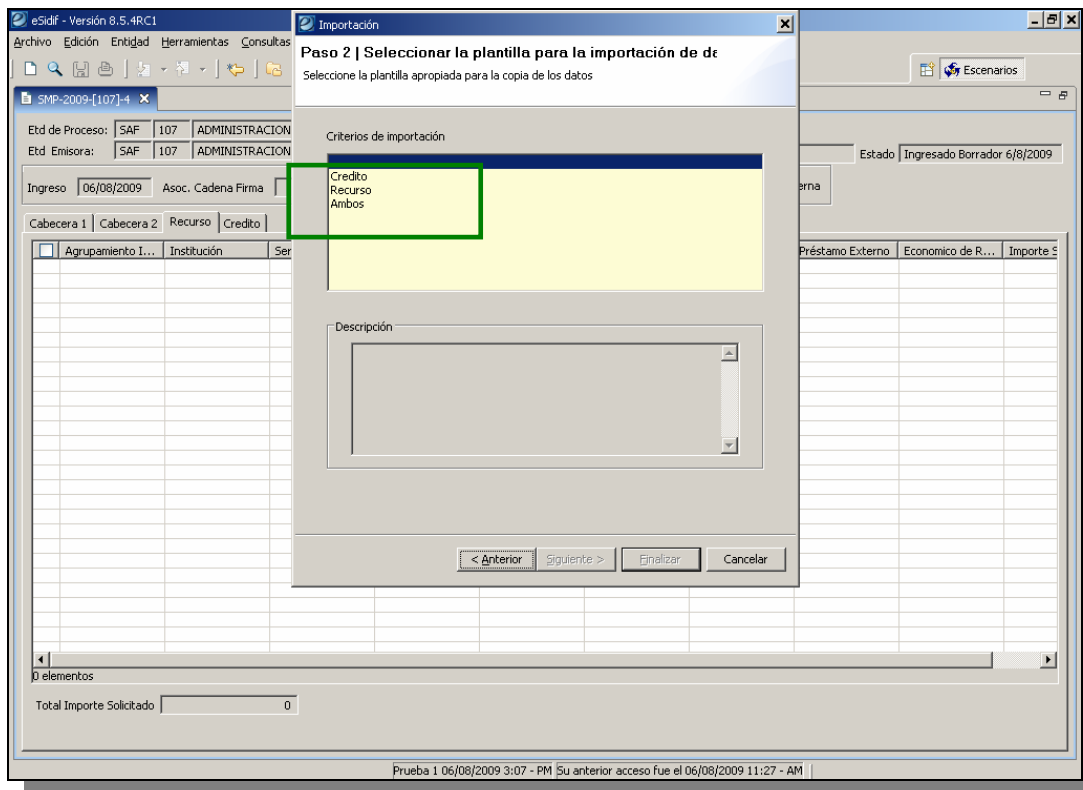 eSidif - Versión 8.5.4RC1
Archivo Edición Entidad Herramientas Consultas
Escenarios
SMP-2009-[107]-4
Etd de Proceso: SAF 107 ADMINISTRACION
Etd Emisora: SAF 107 ADMINISTRACION
Estado Ingresado Borrador 6/8/2009
Ingreso 06/08/2009 Asoc. Cadena Firma
erna
Cabecera 1 Cabecera 2 Recurso Credito
Agrupamiento I... Institución Ser
Préstamo Externo Economico de R... Importe S
Importación
Paso 2 | Seleccionar la plantilla para la importación de da
Seleccione la plantilla apropiada para la copia de los datos
Criterios de importación
Credito
Recurso
Ambos
Descripción
< Anterior Siguiente > Finalizar Cancelar
0 elementos
Total Importe Solicitado 0
Prueba 1 06/08/2009 3:07 - PM Su anterior acceso fue el 06/08/2009 11:27 - AM